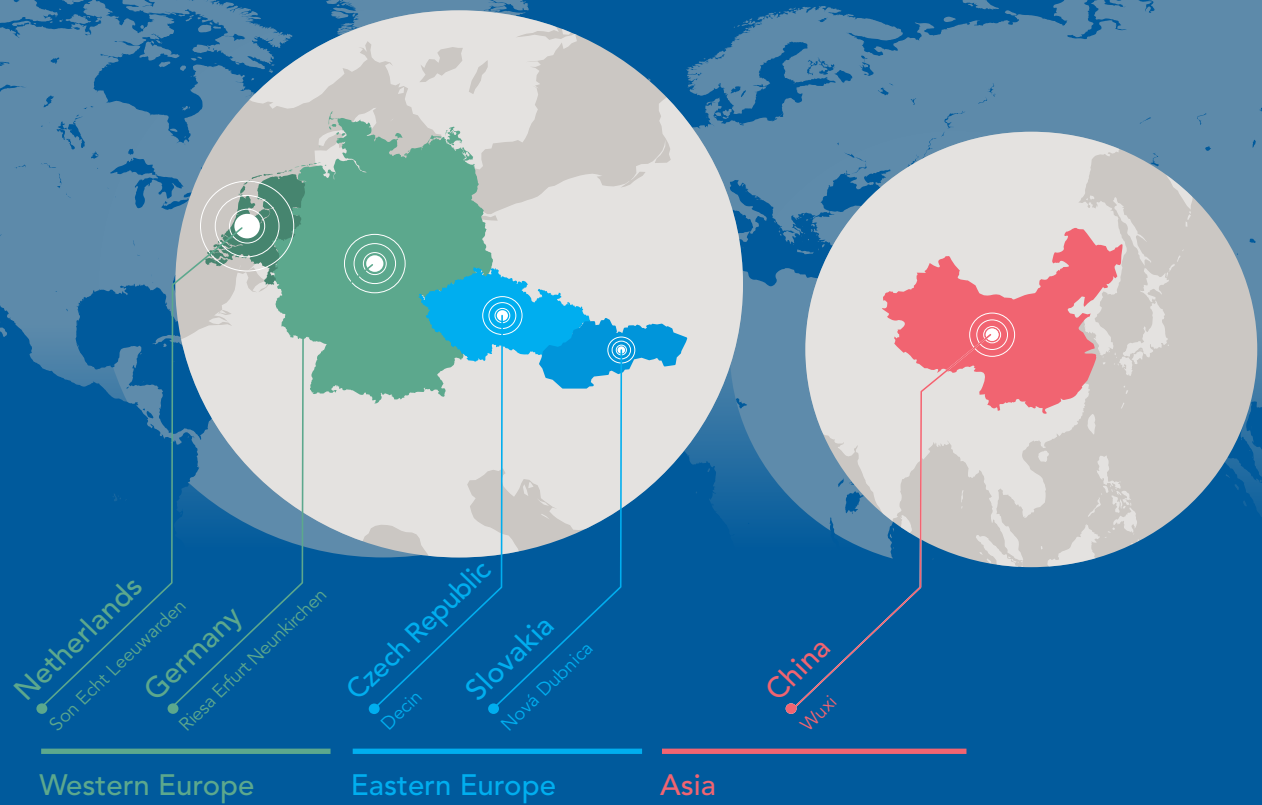 Netherlands
Son Echt Leeuwarden
Germany
Riesa Erfurt Neunkirchen
Czech Republic
Decin
Slovakia
Nová Dubnica
China
Wuxi
Western Europe
Eastern Europe
Asia